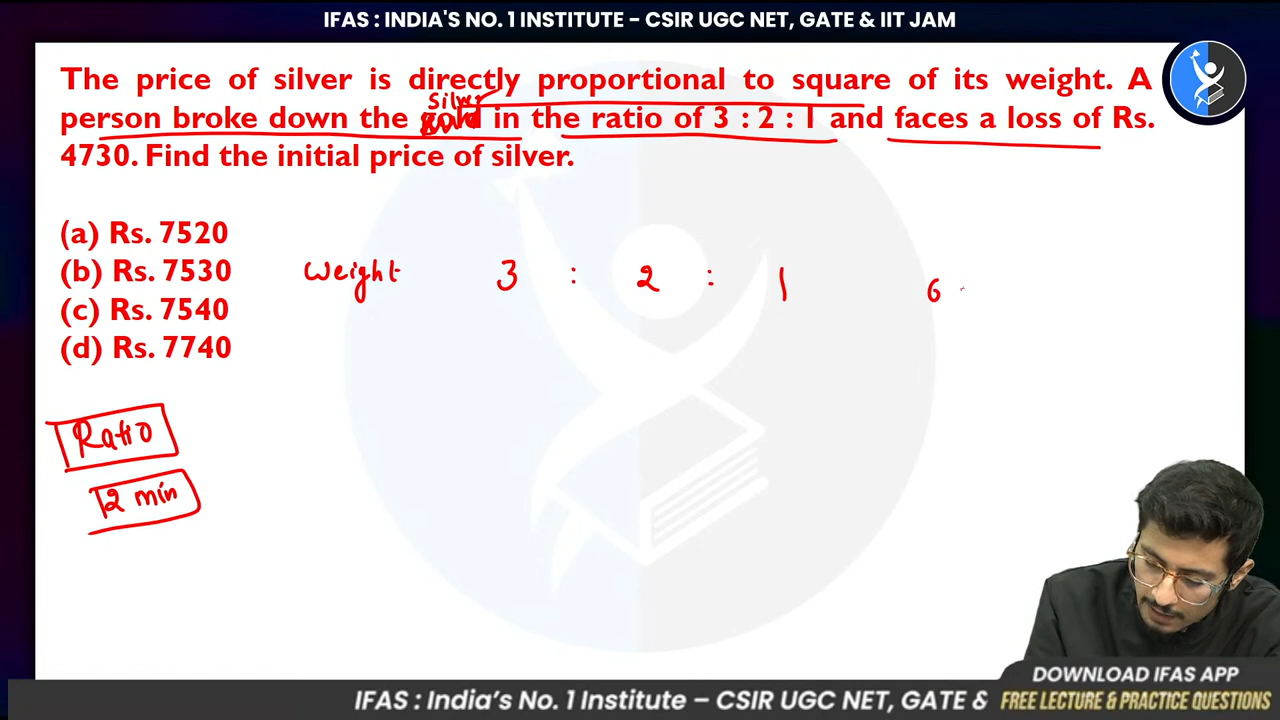 IFAS : INDIA'S NO. 1 INSTITUTE – CSIR UGC NET, GATE & IIT JAM
The price of silver is directly proportional to square of its weight. A
silver
person broke down the gold in the ratio of 3 : 2 : 1 and faces a loss of Rs.
4730. Find the initial price of silver.
(a) Rs. 7520
(b) Rs. 7530
(c) Rs. 7540
(d) Rs. 7740
Weight 3 : 2 : 1 6
Ratio
2 min
DOWNLOAD IFAS APP
IFAS : India's No. 1 Institute – CSIR UGC NET, GATE & FREE LECTURE & PRACTICE QUESTIONS